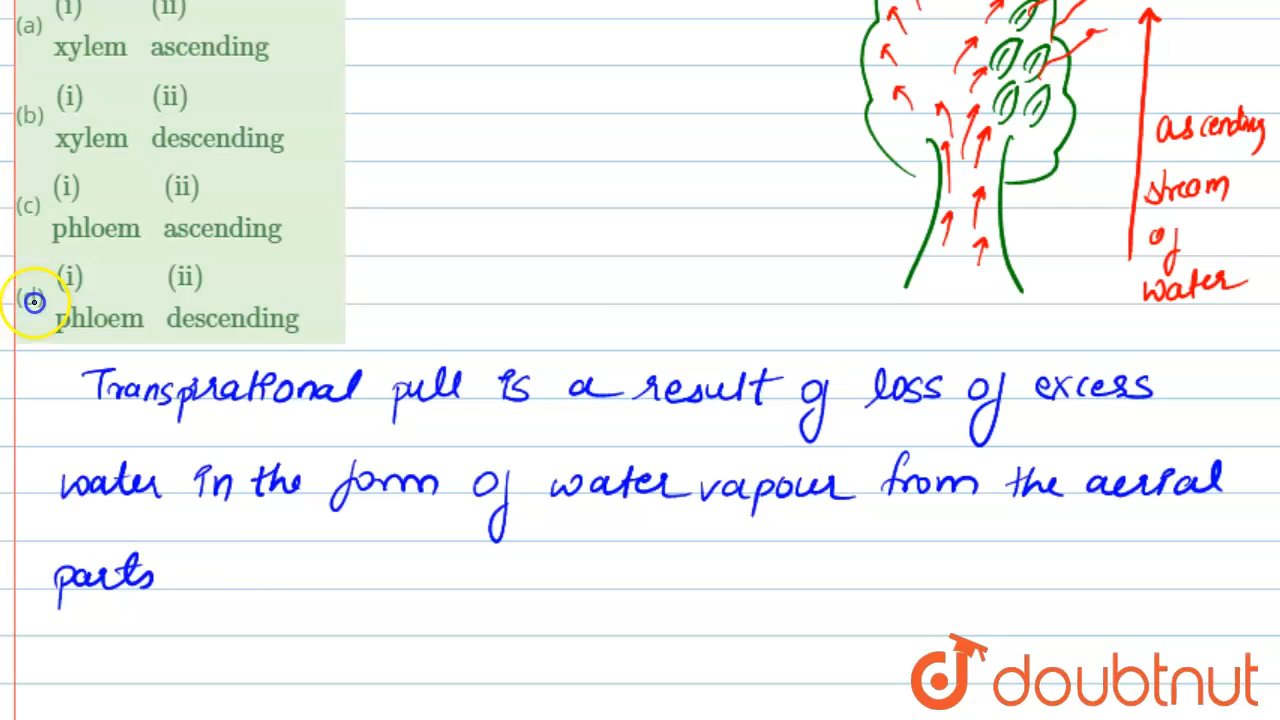 (i) (ii)
(a)
xylem ascending
(i) (ii)
(b)
xylem descending
(i) (ii)
(c)
phloem ascending
(i) (ii)
(d)
phloem descending
ascending
stream
of
water
Transpirational pull is a result of loss of excess
water in the form of water vapour from the aerial
parts
doubtnut